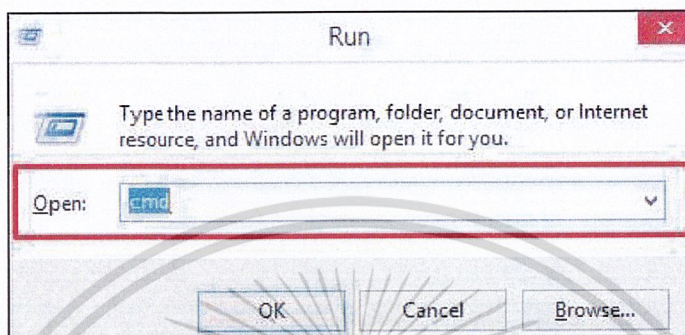 Run
Type the name of a program, folder, document, or Internet
resource, and Windows will open it for you.
Open: cmd
OK Cancel Browse...